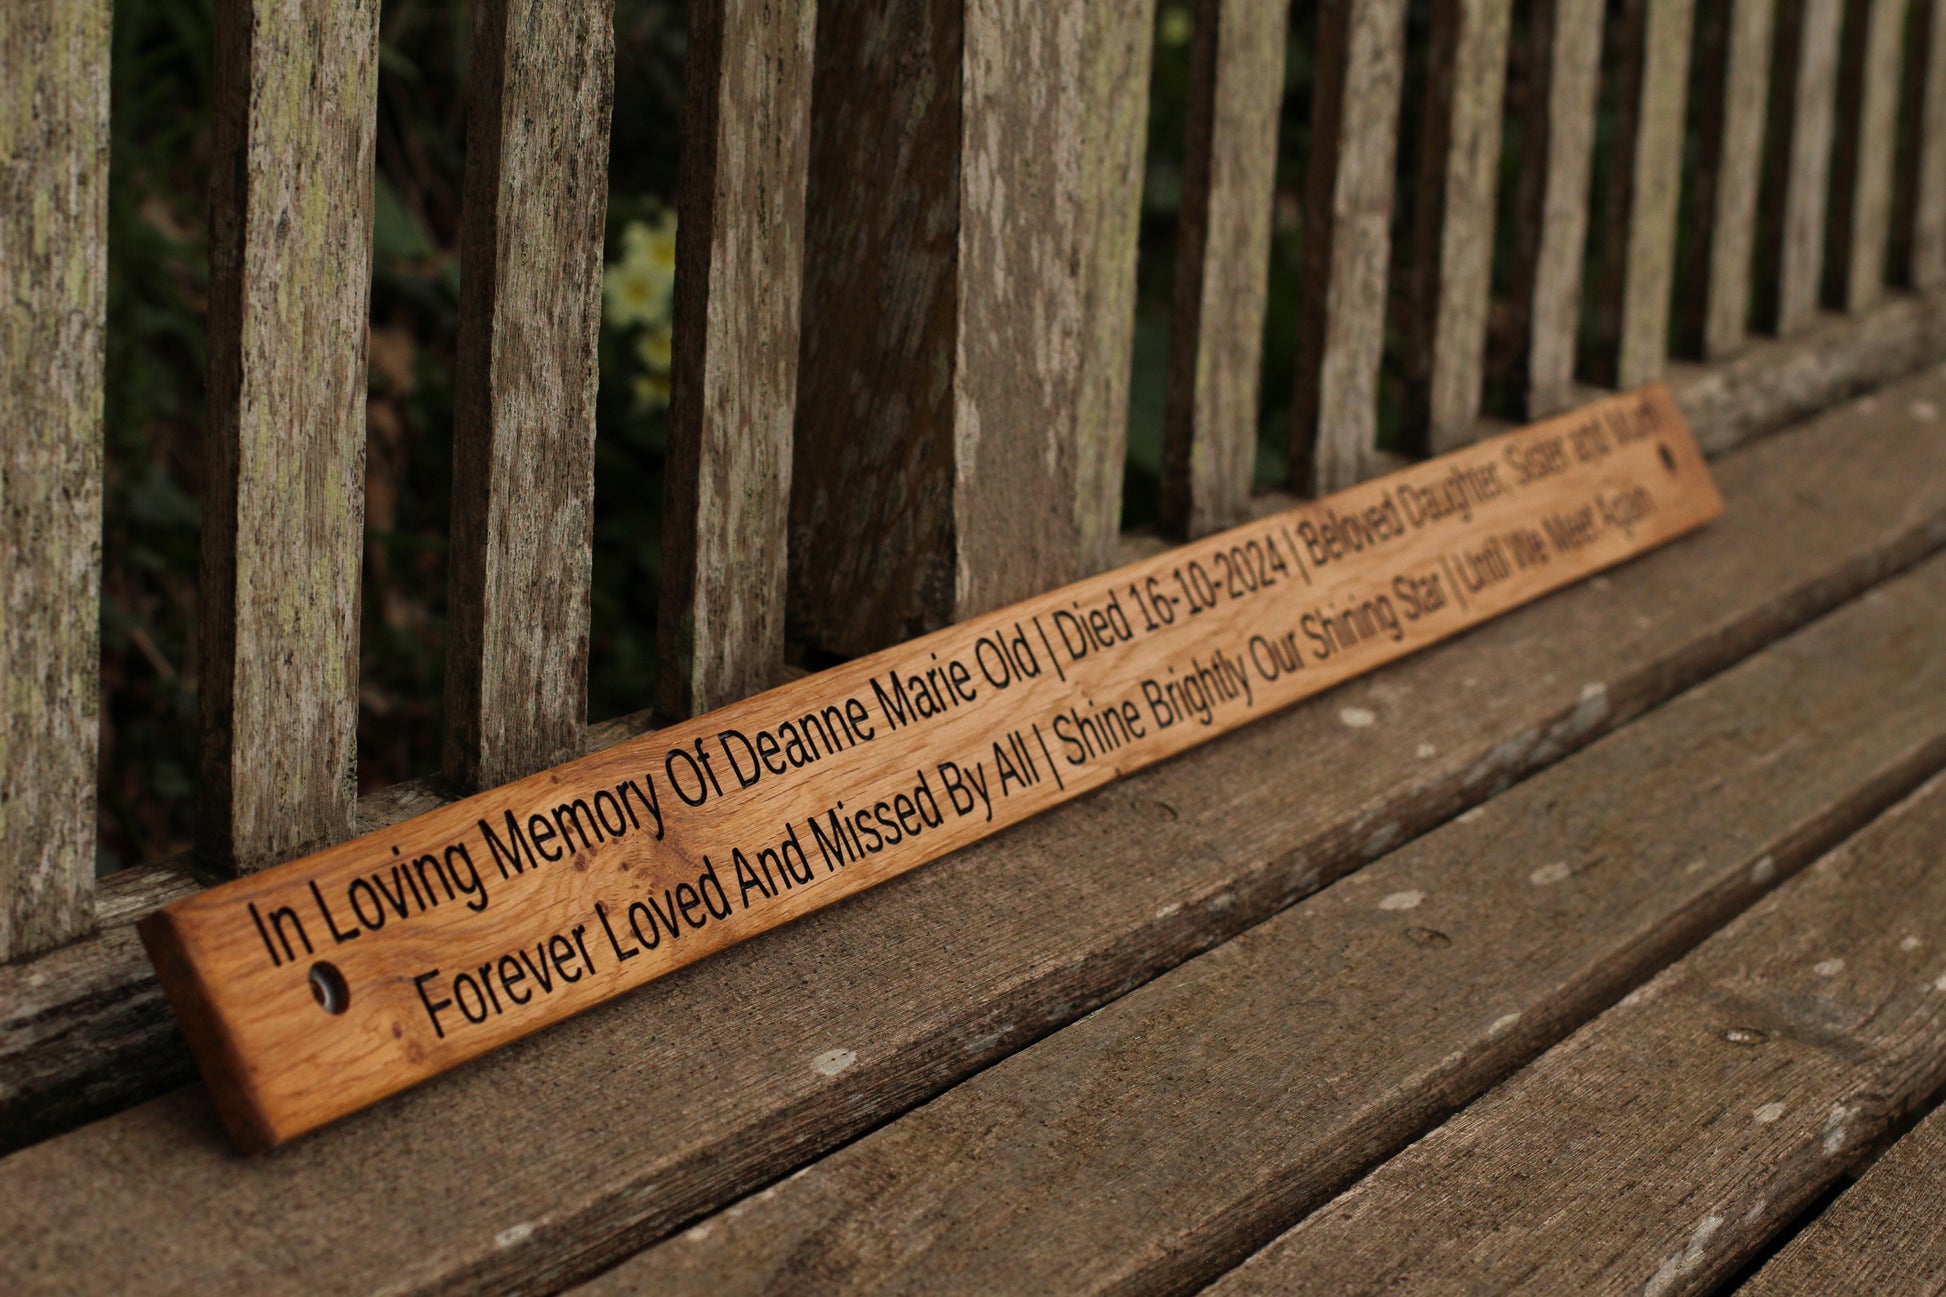 In Loving Memory Of Deanne Marie Old | Died 16-10-2024 | Beloved Daughter, Sister and Mum
Forever Loved And Missed By All | Shine Brightly Our Shining Star | Until We Meet Again